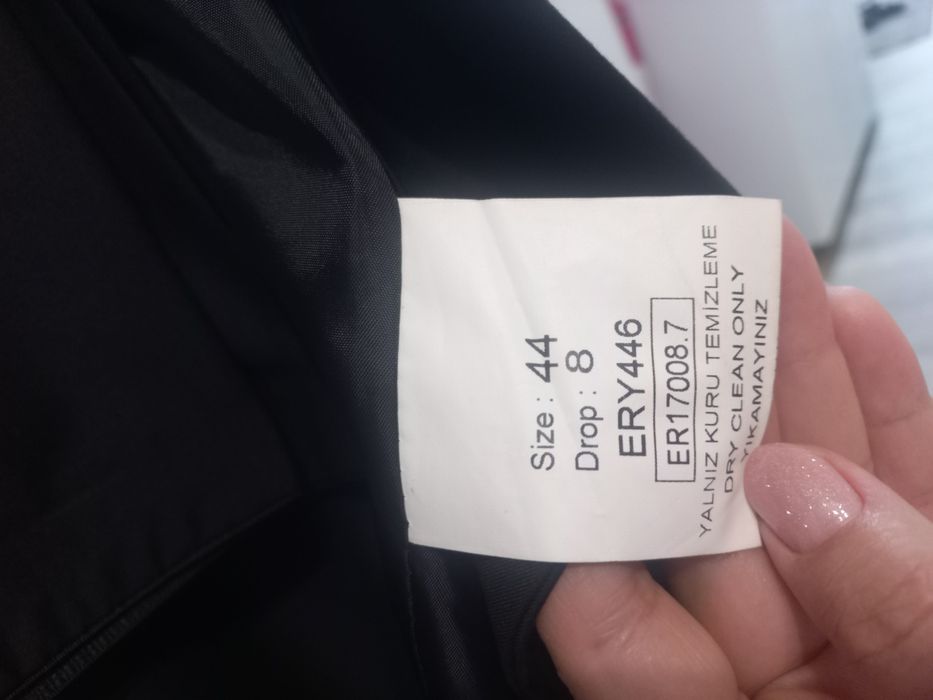 Size : 44
Drop : 8
ERY446
ER17008.7
YALNIZ KURU TEMİZLEME
DRY CLEAN ONLY
YIKAMAYINIZ